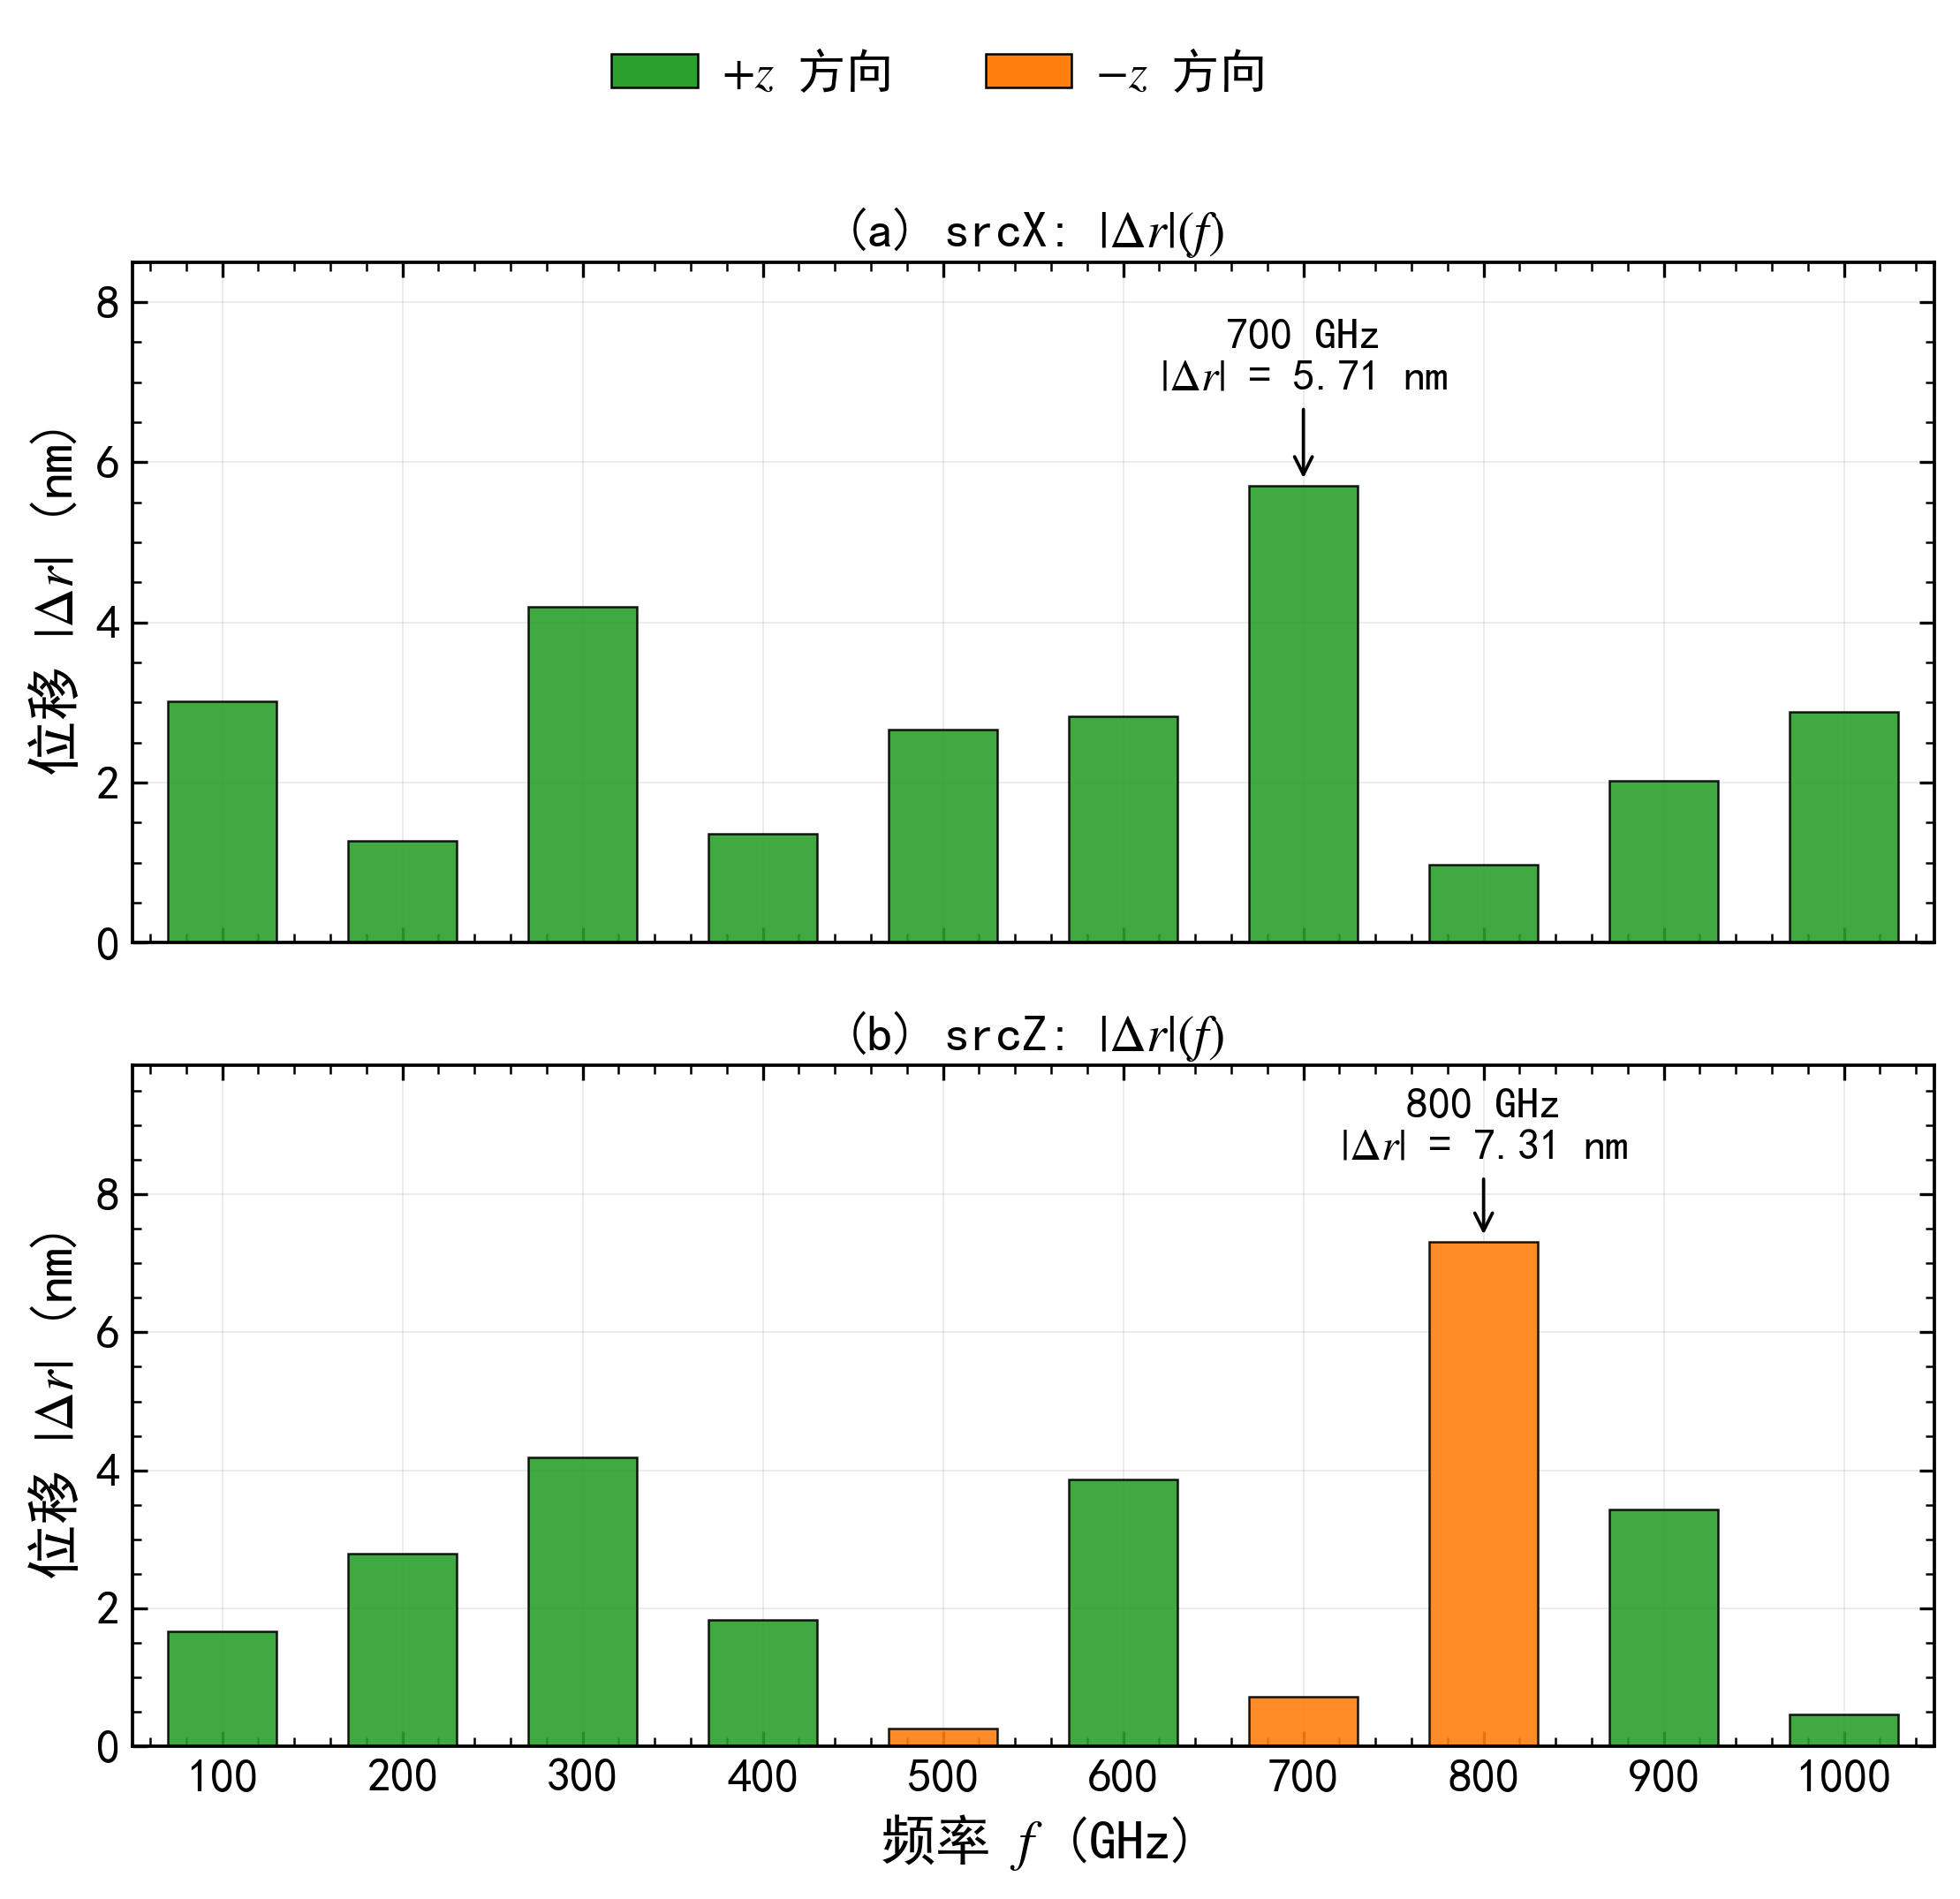 +z 方向 −z 方向
(a) srcX: |Δr|(f)
8
6
4
2
0
位移 |Δr| (nm)
700 GHz
|Δr| = 5.71 nm
(b) srcZ: |Δr|(f)
8
6
4
2
0
位移 |Δr| (nm)
800 GHz
|Δr| = 7.31 nm
100 200 300 400 500 600 700 800 900 1000
频率 f (GHz)